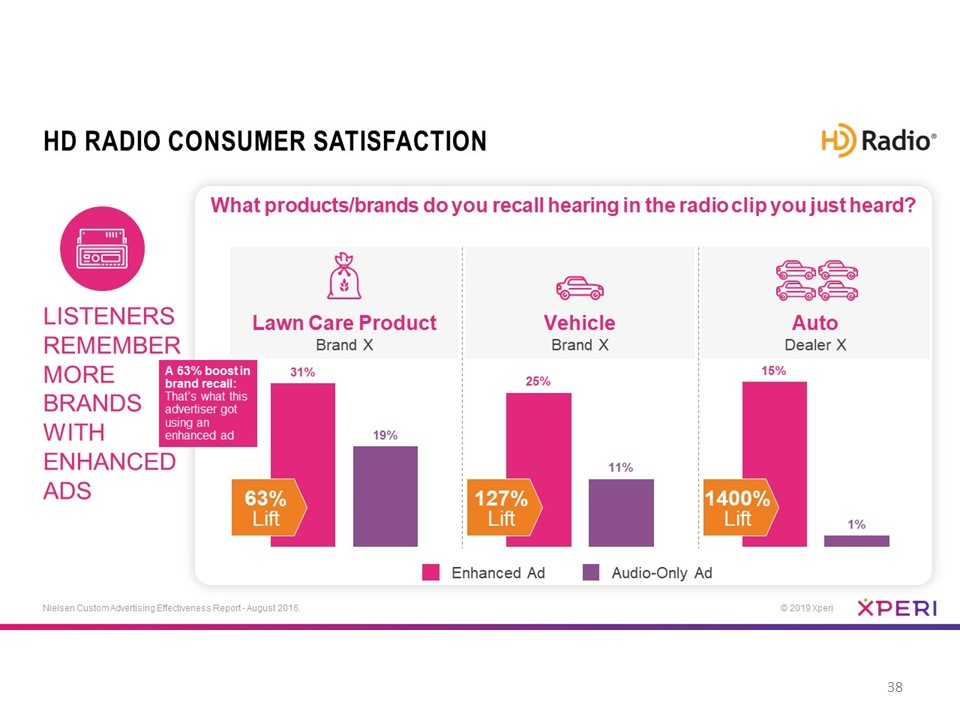 HD RADIO CONSUMER SATISFACTION
HD Radio®
LISTENERS
REMEMBER
MORE
BRANDS
WITH
ENHANCED
ADS
A 63% boost in
brand recall:
That's what this
advertiser got
using an
enhanced ad
What products/brands do you recall hearing in the radio clip you just heard?
Lawn Care Product
Brand X
31%
19%
63%
Lift
Vehicle
Brand X
25%
11%
127%
Lift
Auto
Dealer X
15%
1%
1400%
Lift
Enhanced Ad
Audio-Only Ad
Nielsen Custom Advertising Effectiveness Report - August 2016.
© 2019 Xperi
XPERI
38